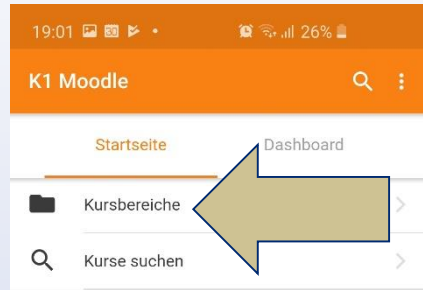 19:01 26%
K1 Moodle
Startseite Dashboard
Kursbereiche
Kurse suchen